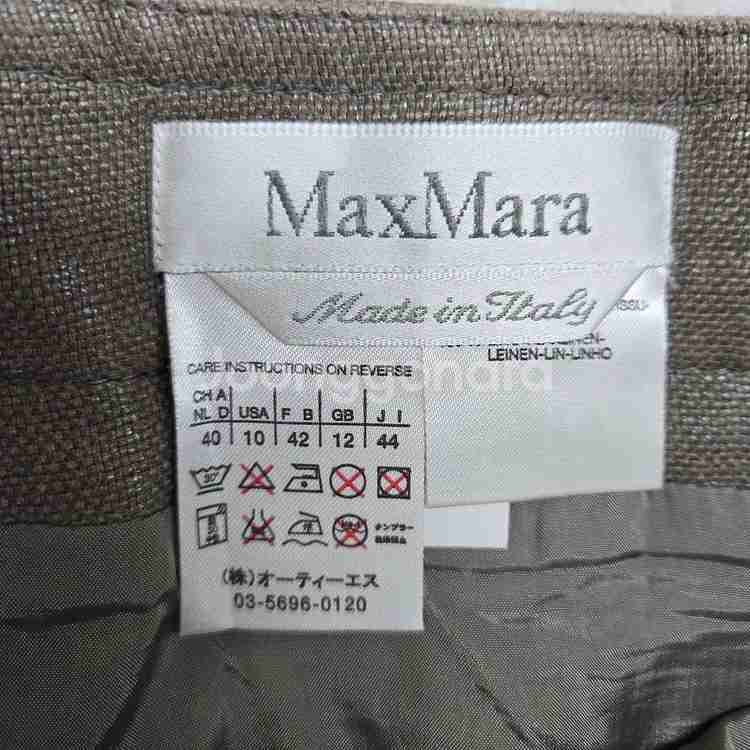 MaxMara
Made in Italy
LEINEN-LIN-LINHO
CARE INSTRUCTIONS ON REVERSE
CH A
NL D USA F B GB J I
40 10 42 12 44
30°
(株)オーティーエス
03-5696-0120